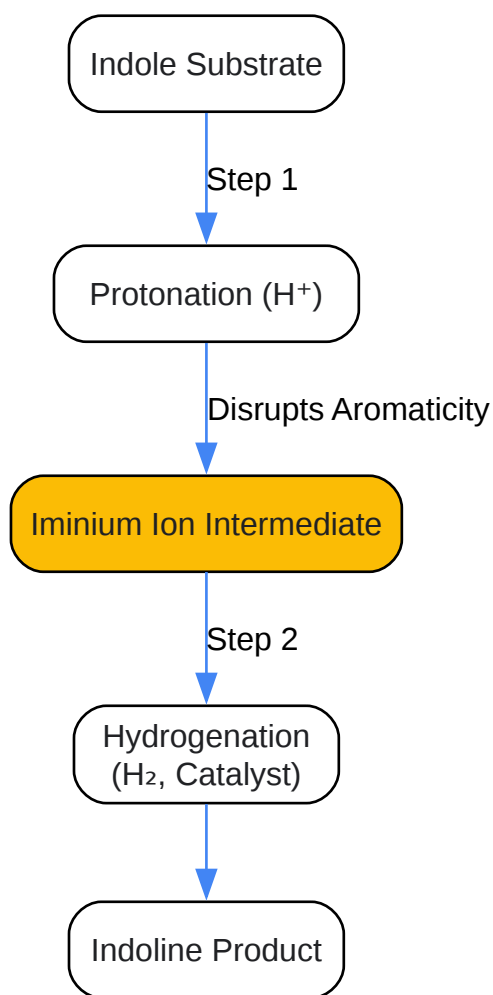 Indole Substrate
Step 1
Protonation (H⁺)
Disrupts Aromaticity
Iminium Ion Intermediate
Step 2
Hydrogenation
(H₂, Catalyst)
Indoline Product